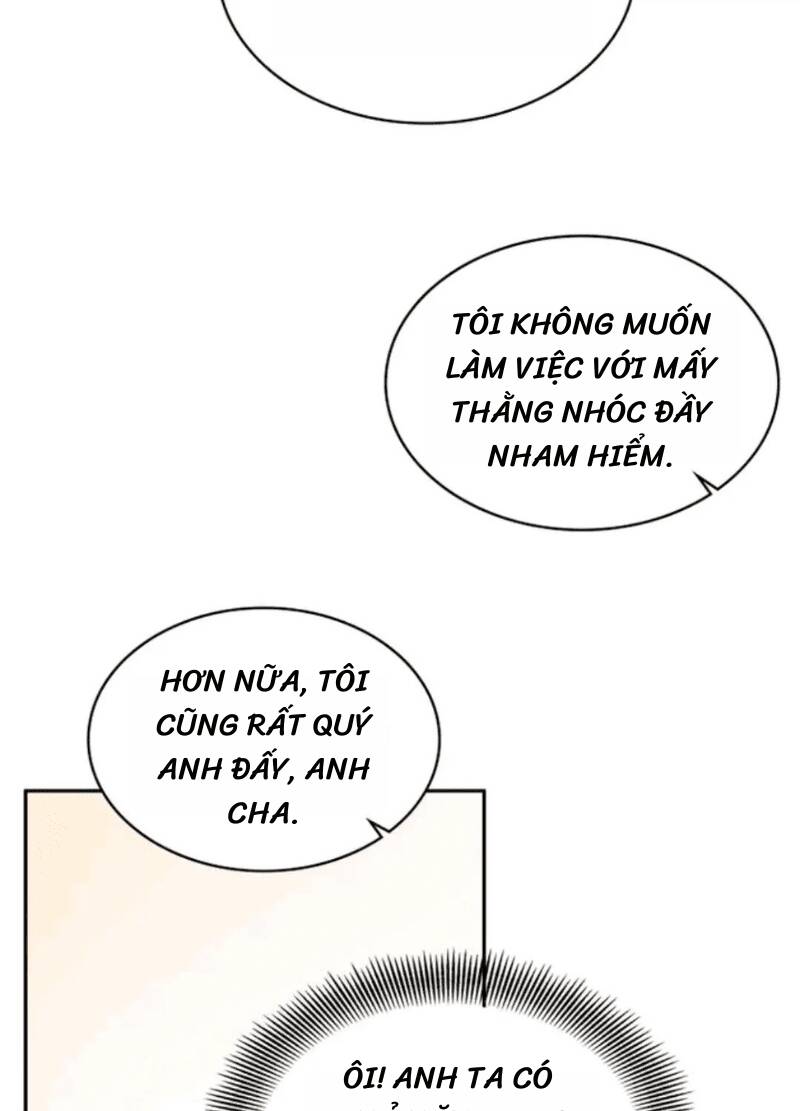 TÔI KHÔNG MUỐN
LÀM VIỆC VỚI MẤY
THẰNG NHÓC ĐẦY
NHAM HIỂM.
HƠN NỮA, TÔI
CŨNG RẤT QUÝ
ANH ĐẤY, ANH
CHA.
ÔI! ANH TA CÓ